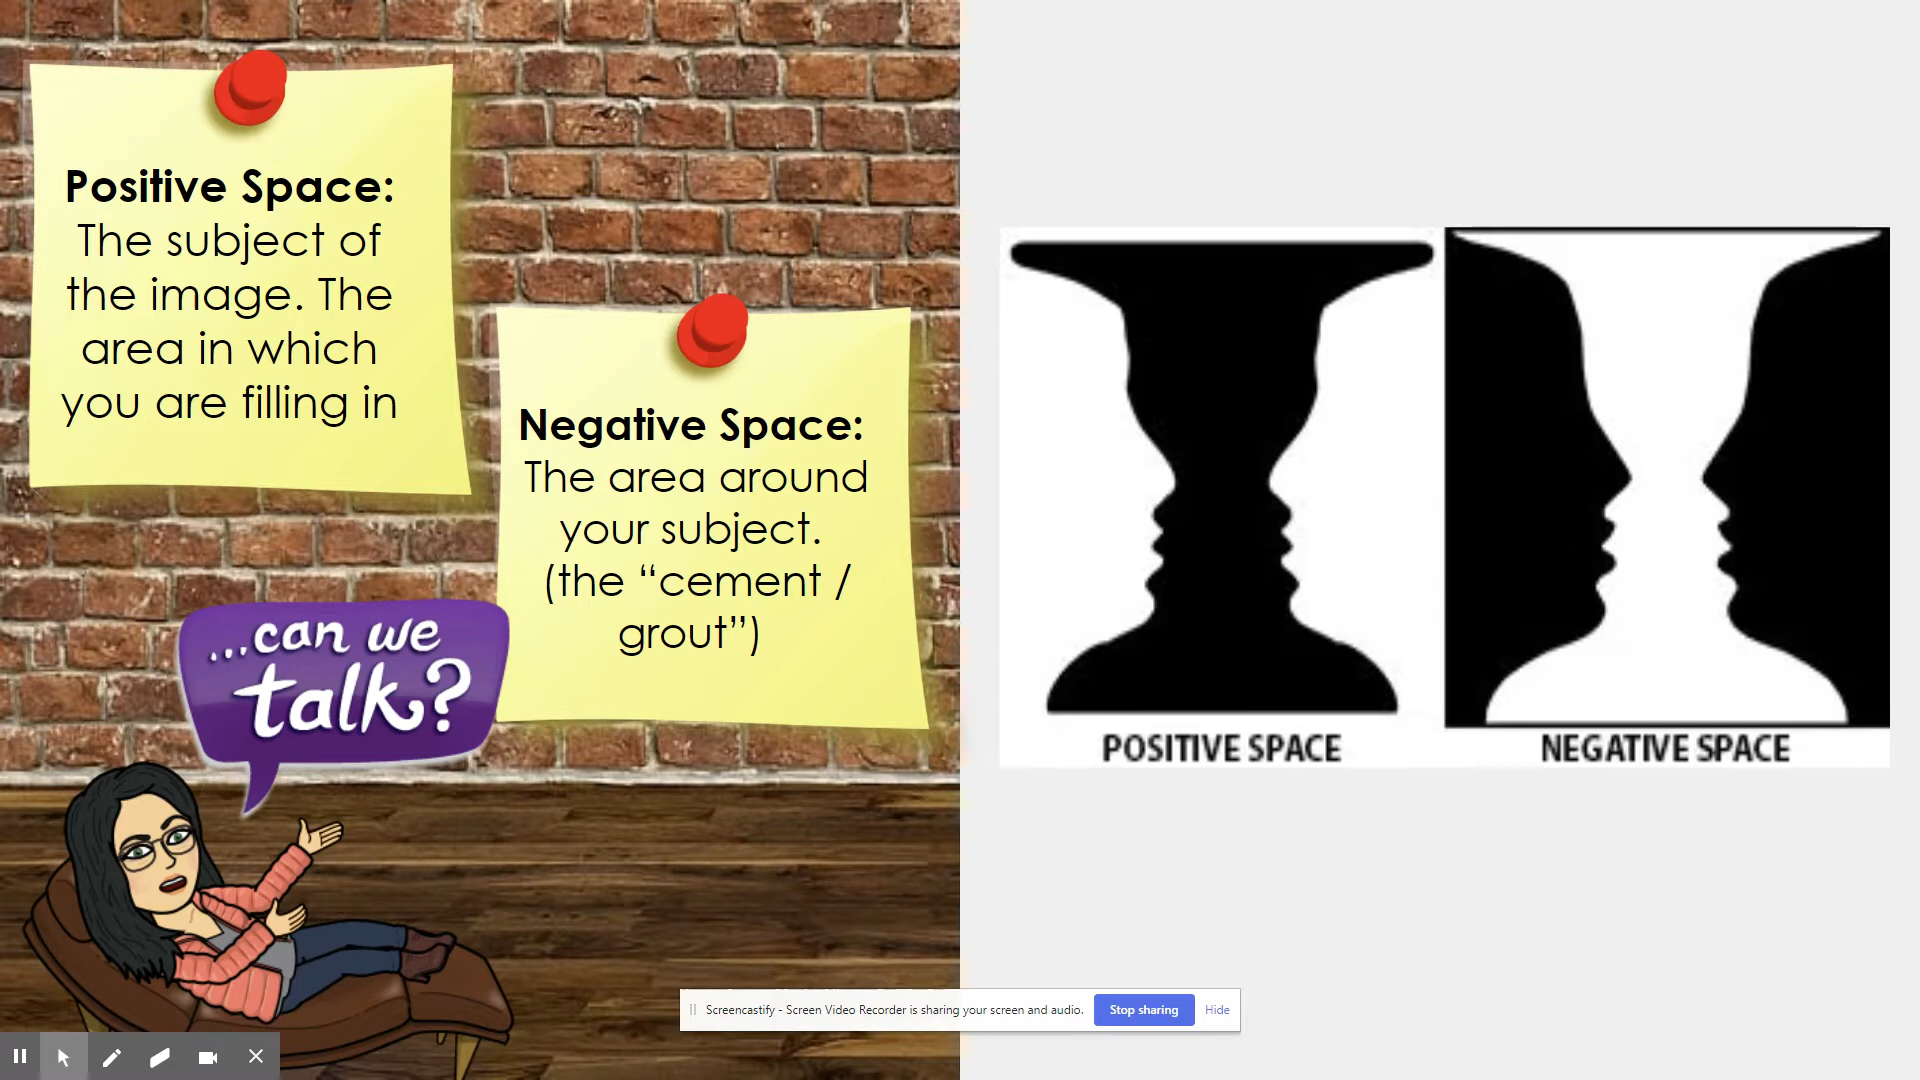 Positive Space:
The subject of
the image. The
area in which
you are filling in
Negative Space:
The area around
your subject.
(the “cement /
grout”)
...can we
talk?
POSITIVE SPACE
NEGATIVE SPACE
Screencastify - Screen Video Recorder is sharing your screen and audio.
Stop sharing
Hide